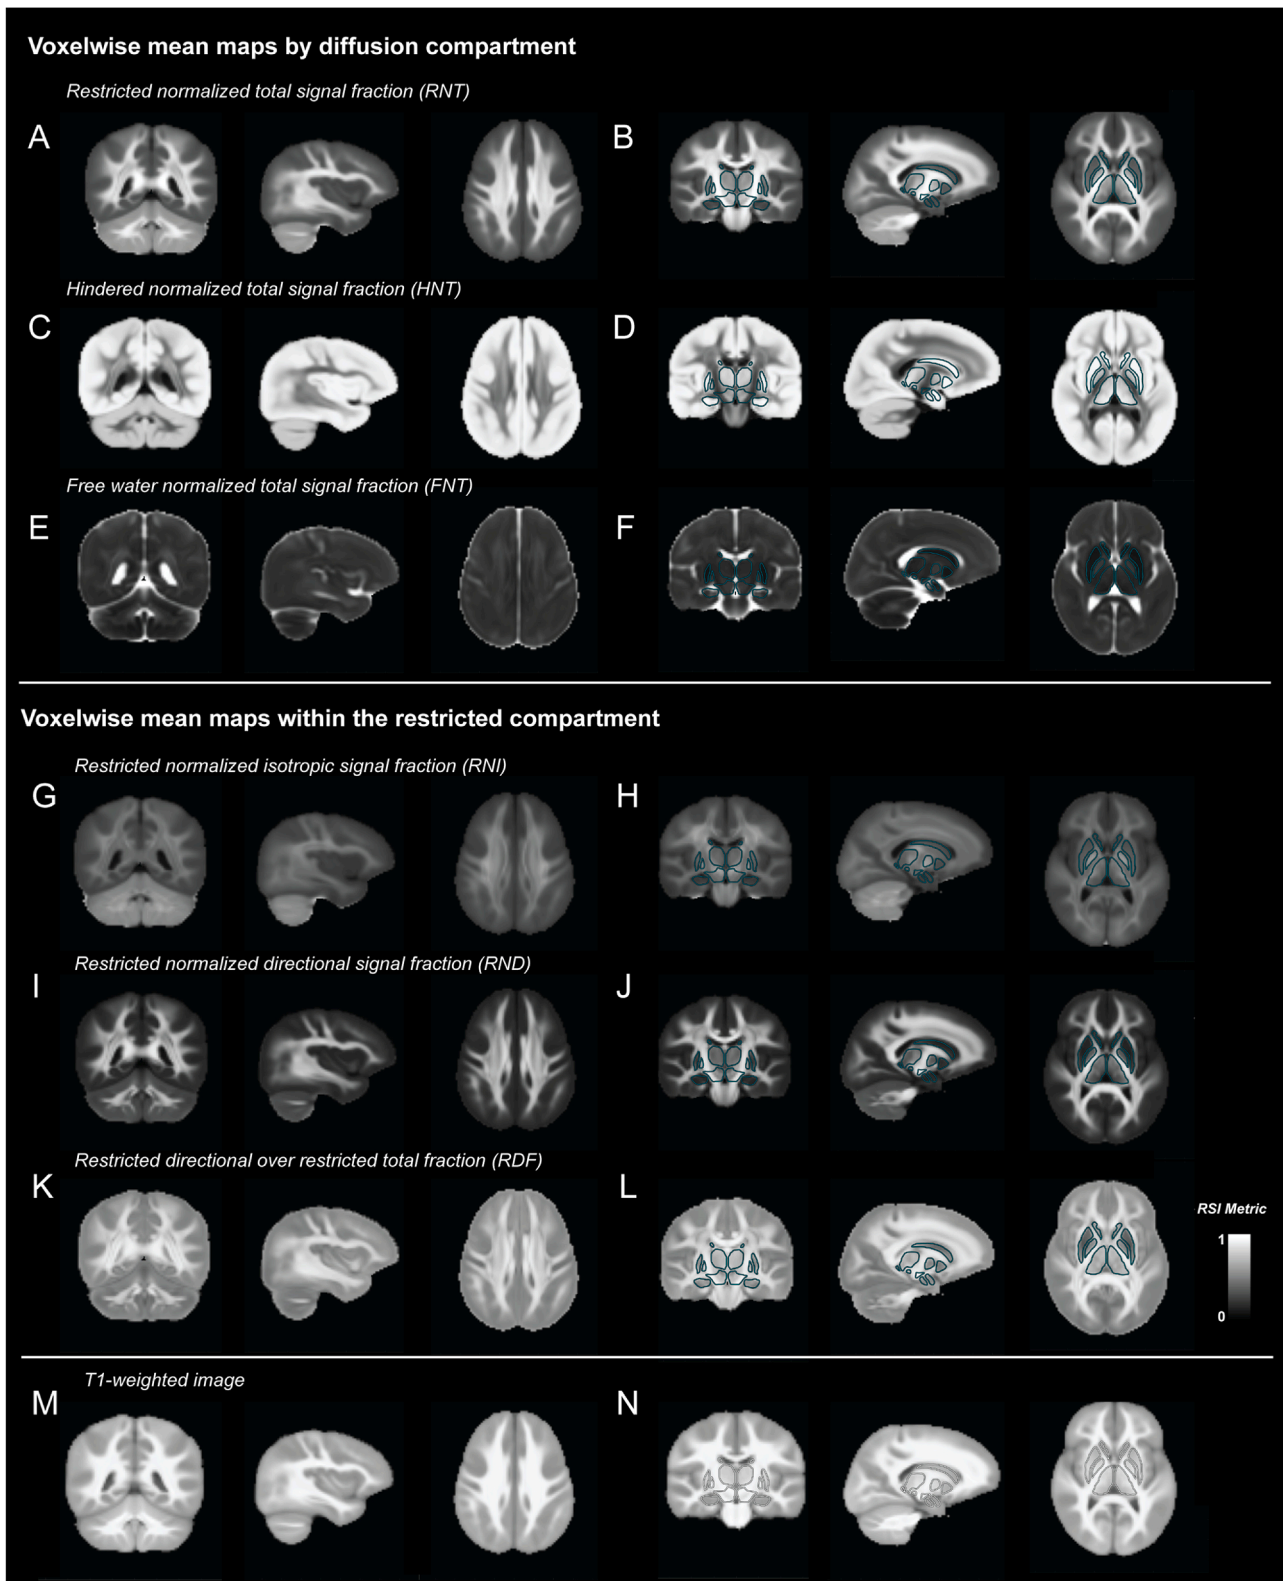 Voxelwise mean maps by diffusion compartment
Restricted normalized total signal fraction (RNT)
A
B
Hindered normalized total signal fraction (HNT)
C
D
Free water normalized total signal fraction (FNT)
E
F
Voxelwise mean maps within the restricted compartment
Restricted normalized isotropic signal fraction (RNI)
G
H
Restricted normalized directional signal fraction (RND)
I
J
Restricted directional over restricted total fraction (RDF)
K
L
RSI Metric
1
0
T1-weighted image
M
N